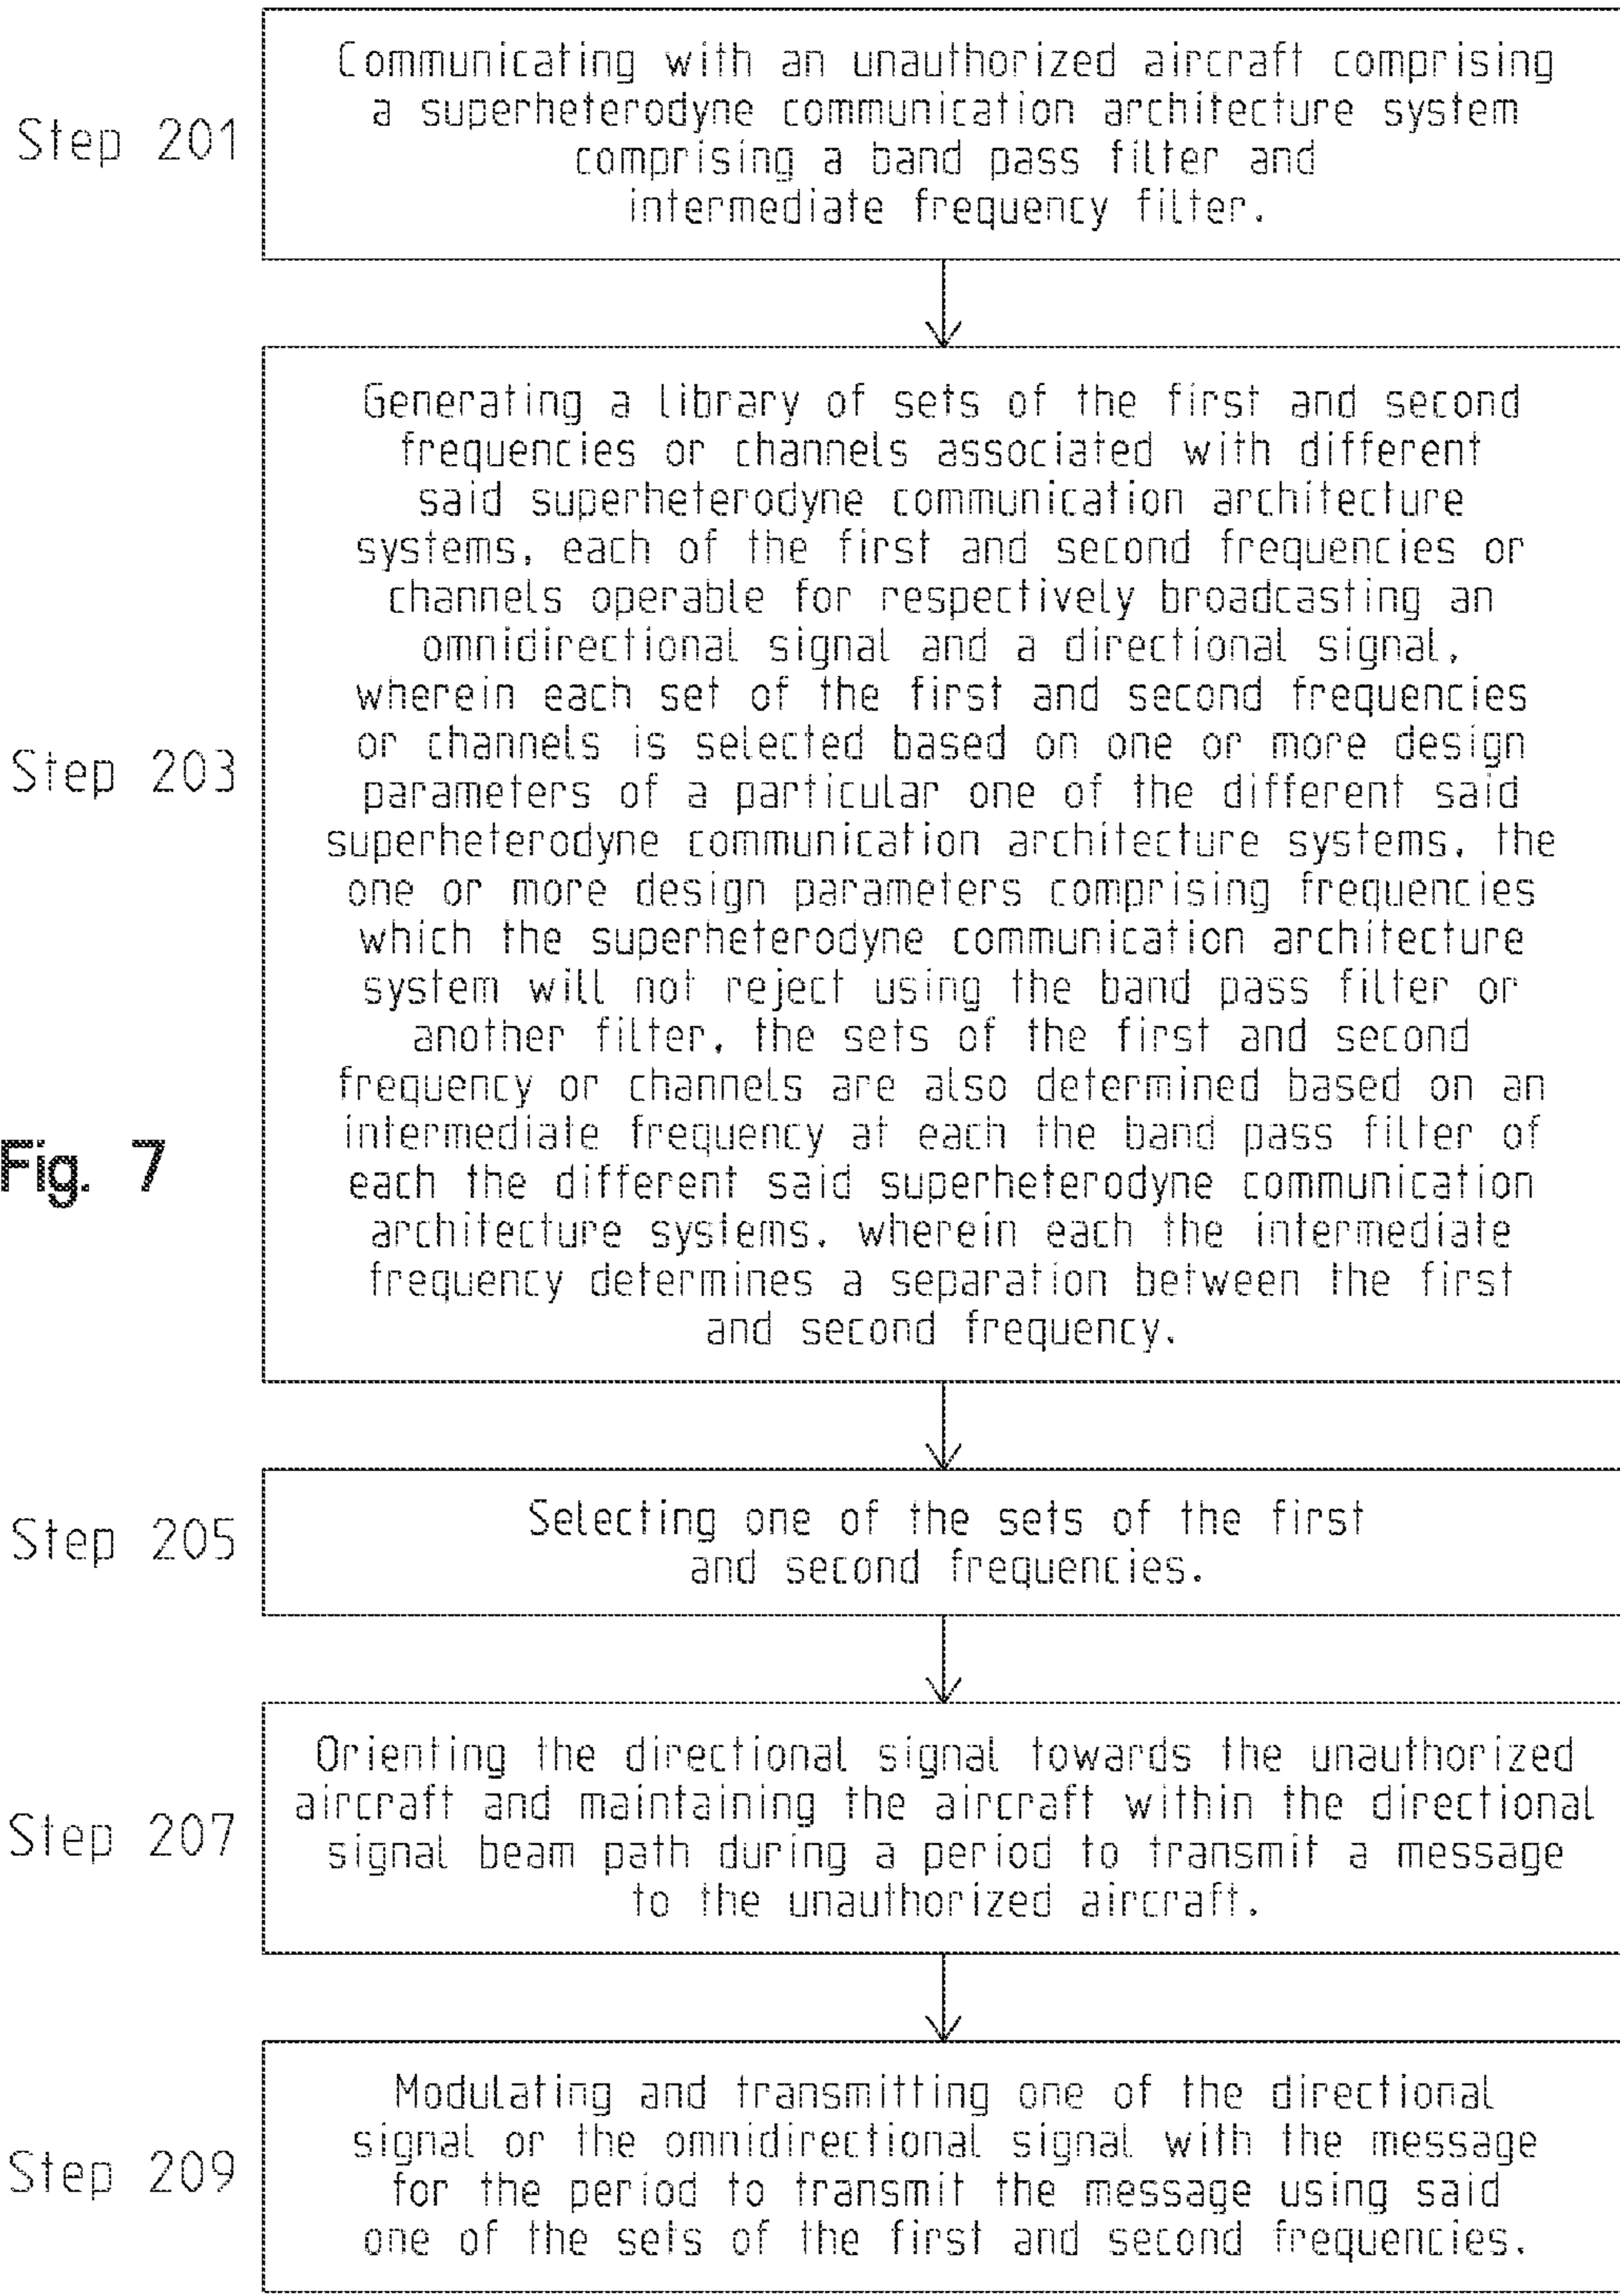 Step 201
Communicating with an unauthorized aircraft comprising
a superheterodyne communication architecture system
comprising a band pass filter and
intermediate frequency filter.
Step 203
Generating a library of sets of the first and second
frequencies or channels associated with different
said superheterodyne communication architecture
systems, each of the first and second frequencies or
channels operable for respectively broadcasting an
omnidirectional signal and a directional signal,
wherein each set of the first and second frequencies
or channels is selected based on one or more design
parameters of a particular one of the different said
superheterodyne communication architecture systems, the
one or more design parameters comprising frequencies
which the superheterodyne communication architecture
system will not reject using the band pass filter or
another filter, the sets of the first and second
frequency or channels are also determined based on an
intermediate frequency at each the band pass filter of
each the different said superheterodyne communication
architecture systems, wherein each the intermediate
frequency determines a separation between the first
and second frequency.
Fig. 7
Step 205
Selecting one of the sets of the first
and second frequencies.
Step 207
Orienting the directional signal towards the unauthorized
aircraft and maintaining the aircraft within the directional
signal beam path during a period to transmit a message
to the unauthorized aircraft.
Step 209
Modulating and transmitting one of the directional
signal or the omnidirectional signal with the message
for the period to transmit the message using said
one of the sets of the first and second frequencies.